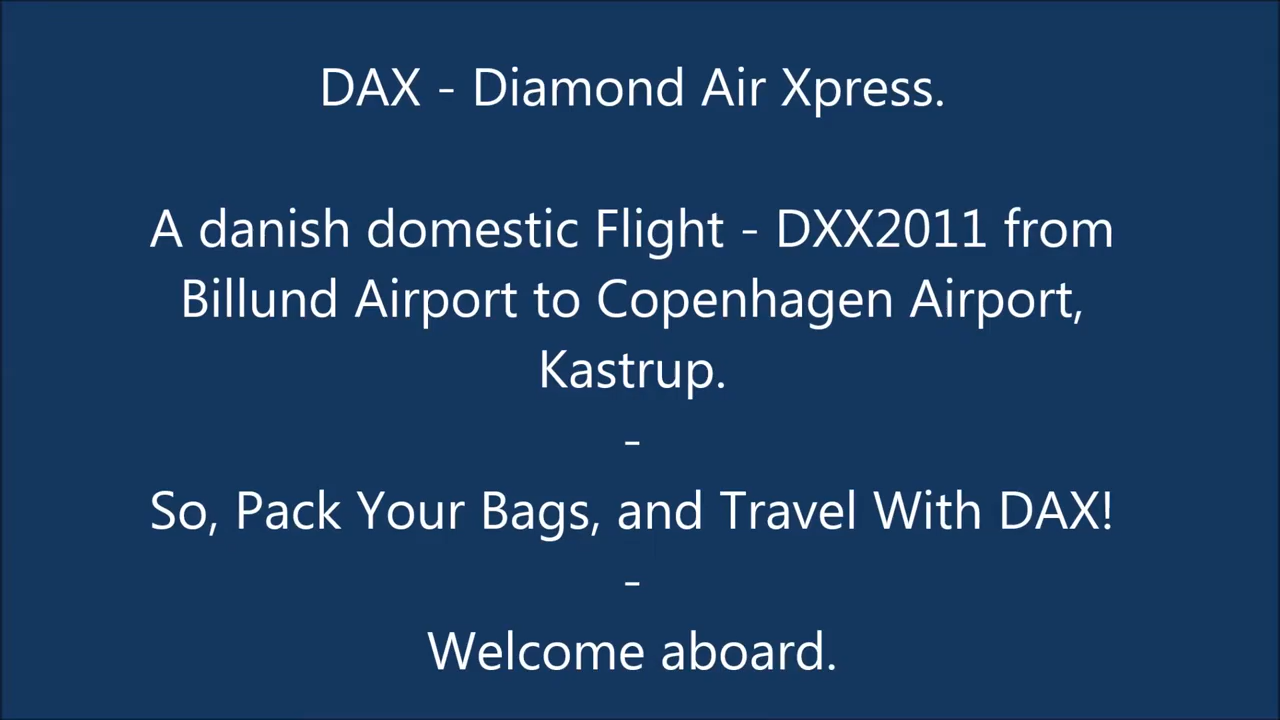 DAX - Diamond Air Xpress.
A danish domestic Flight - DXX2011 from
Billund Airport to Copenhagen Airport,
Kastrup.
-
So, Pack Your Bags, and Travel With DAX!
-
Welcome aboard.